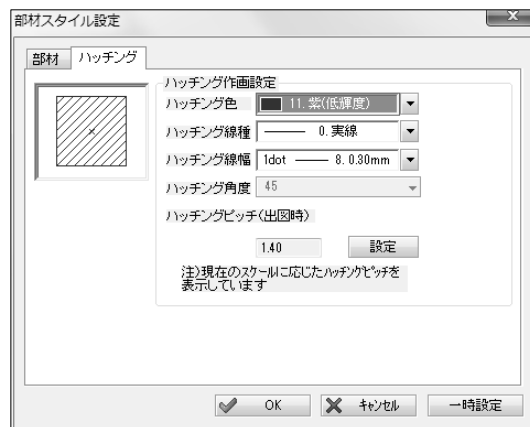 部材スタイル設定
部材 ハッチング
ハッチング作画設定
ハッチング色 11. 紫(低輝度)
ハッチング線種 0. 実線
ハッチング線幅 1dot 8. 0.30mm
ハッチング角度 45
ハッチングピッチ(出図時)
1.40 設定
注)現在のスケールに応じたハッチングピッチを
表示しています
OK キャンセル 一時設定